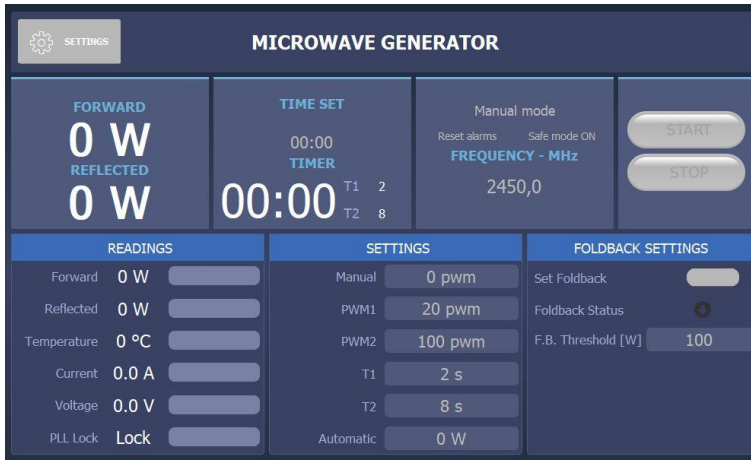 SETTINGS
MICROWAVE GENERATOR
FORWARD
0 W
REFLECTED
0 W
TIME SET
00:00
TIMER
00:00
T1 2
T2 8
Manual mode
Reset alarms Safe mode ON
FREQUENCY - MHz
2450,0
START
STOP
READINGS
Forward 0 W
Reflected 0 W
Temperature 0 °C
Current 0.0 A
Voltage 0.0 V
PLL Lock Lock
SETTINGS
Manual 0 pwm
PWM1 20 pwm
PWM2 100 pwm
T1 2 s
T2 8 s
Automatic 0 W
FOLDBACK SETTINGS
Set Foldback
Foldback Status
F.B. Threshold [W] 100